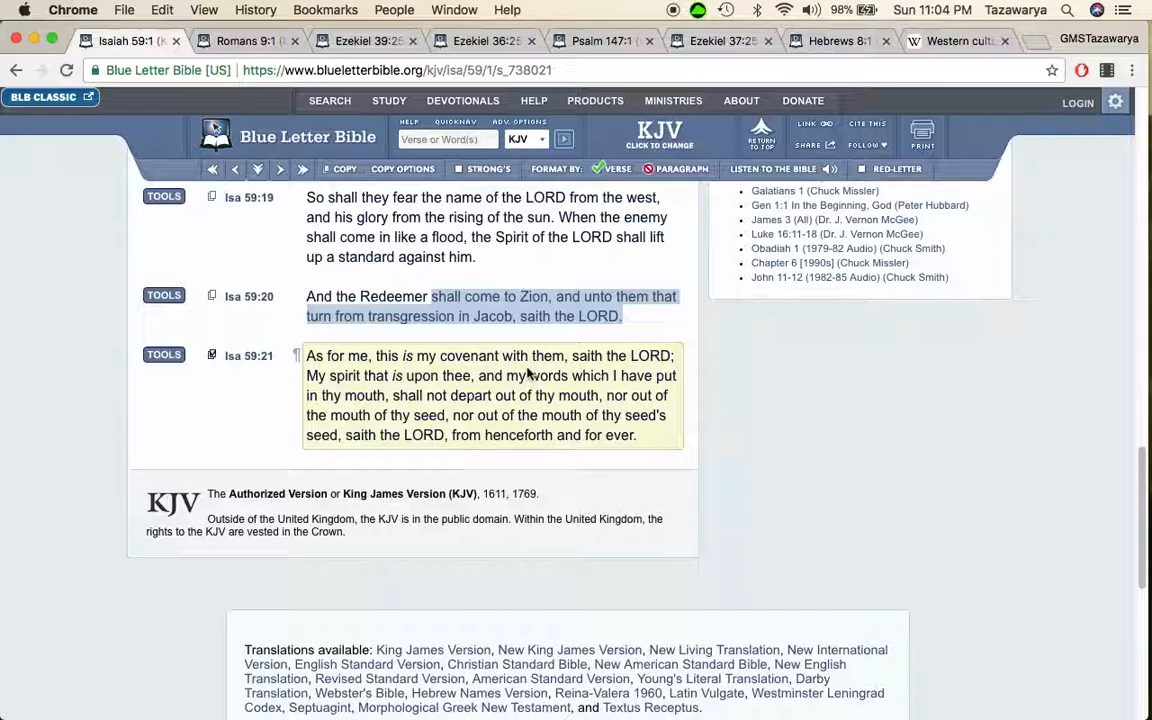 Chrome File Edit View History Bookmarks People Window Help 98% Sun 11:04 PM Tazawarya
Isaiah 59:1 ( Romans 9:1 ( Ezekiel 39:25 Ezekiel 36:25 Psalm 147:1 ( Ezekiel 37:25 Hebrews 8:1 W Western cult GMSTazawarya
Blue Letter Bible [US] https://www.blueletterbible.org/kjv/isa/59/1/s_738021
BLB CLASSIC
SEARCH STUDY DEVOTIONALS HELP PRODUCTS MINISTRIES ABOUT DONATE LOGIN
HELP QUICKNAV ADV. OPTIONS
Blue Letter Bible
Verse or Word(s) KJV
KJV
CLICK TO CHANGE
RETURN
TO TOP
LINK CITE THIS
SHARE FOLLOW
PRINT
COPY COPY OPTIONS STRONG'S FORMAT BY: VERSE PARAGRAPH LISTEN TO THE BIBLE RED-LETTER
TOOLS Isa 59:19 So shall they fear the name of the LORD from the west,
and his glory from the rising of the sun. When the enemy
shall come in like a flood, the Spirit of the LORD shall lift
up a standard against him.
TOOLS Isa 59:20 And the Redeemer shall come to Zion, and unto them that
turn from transgression in Jacob, saith the LORD.
TOOLS Isa 59:21 ¶ As for me, this is my covenant with them, saith the LORD;
My spirit that is upon thee, and my words which I have put
in thy mouth, shall not depart out of thy mouth, nor out of
the mouth of thy seed, nor out of the mouth of thy seed's
seed, saith the LORD, from henceforth and for ever.
• Galatians 1 (Chuck Missler)
• Gen 1:1 In the Beginning, God (Peter Hubbard)
• James 3 (All) (Dr. J. Vernon McGee)
• Luke 16:11-18 (Dr. J. Vernon McGee)
• Obadiah 1 (1979-82 Audio) (Chuck Smith)
• Chapter 6 [1990s] (Chuck Missler)
• John 11-12 (1982-85 Audio) (Chuck Smith)
KJV The Authorized Version or King James Version (KJV), 1611, 1769.
Outside of the United Kingdom, the KJV is in the public domain. Within the United Kingdom, the
rights to the KJV are vested in the Crown.
Translations available: King James Version, New King James Version, New Living Translation, New International
Version, English Standard Version, Christian Standard Bible, New American Standard Bible, New English
Translation, Revised Standard Version, American Standard Version, Young's Literal Translation, Darby
Translation, Webster's Bible, Hebrew Names Version, Reina-Valera 1960, Latin Vulgate, Westminster Leningrad
Codex, Septuagint, Morphological Greek New Testament, and Textus Receptus.